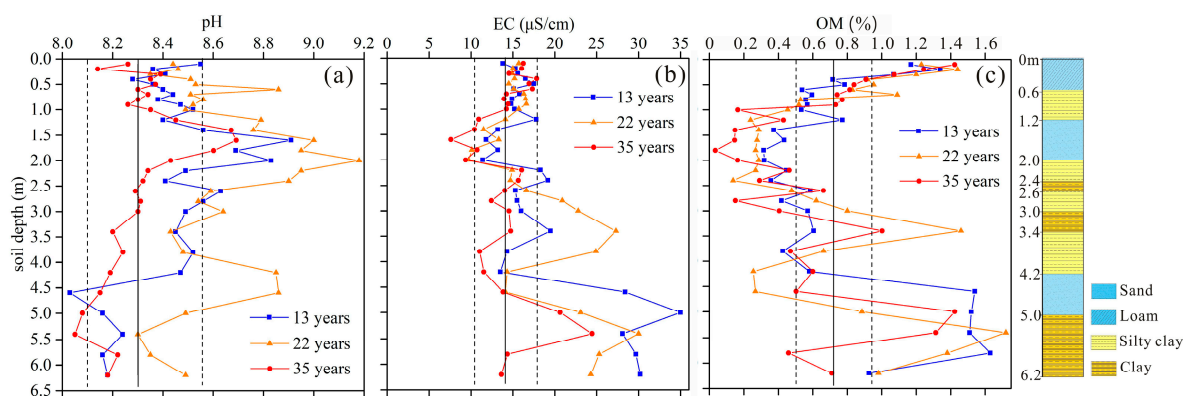 pH
8.0 8.2 8.4 8.6 8.8 9.0 9.2
0.0
0.5
1.0
1.5
2.0
2.5
3.0
3.5
4.0
4.5
5.0
5.5
6.0
6.5
soil depth (m)
(a)
13 years
22 years
35 years
EC (μS/cm)
0 5 10 15 20 25 30 35
(b)
13 years
22 years
35 years
OM (%)
0 0.2 0.4 0.6 0.8 1.0 1.2 1.4 1.6
(c)
13 years
22 years
35 years
0m
0.6
1.2
2.0
2.4
2.6
3.0
3.4
4.2
5.0
6.2
Sand
Loam
Silty clay
Clay